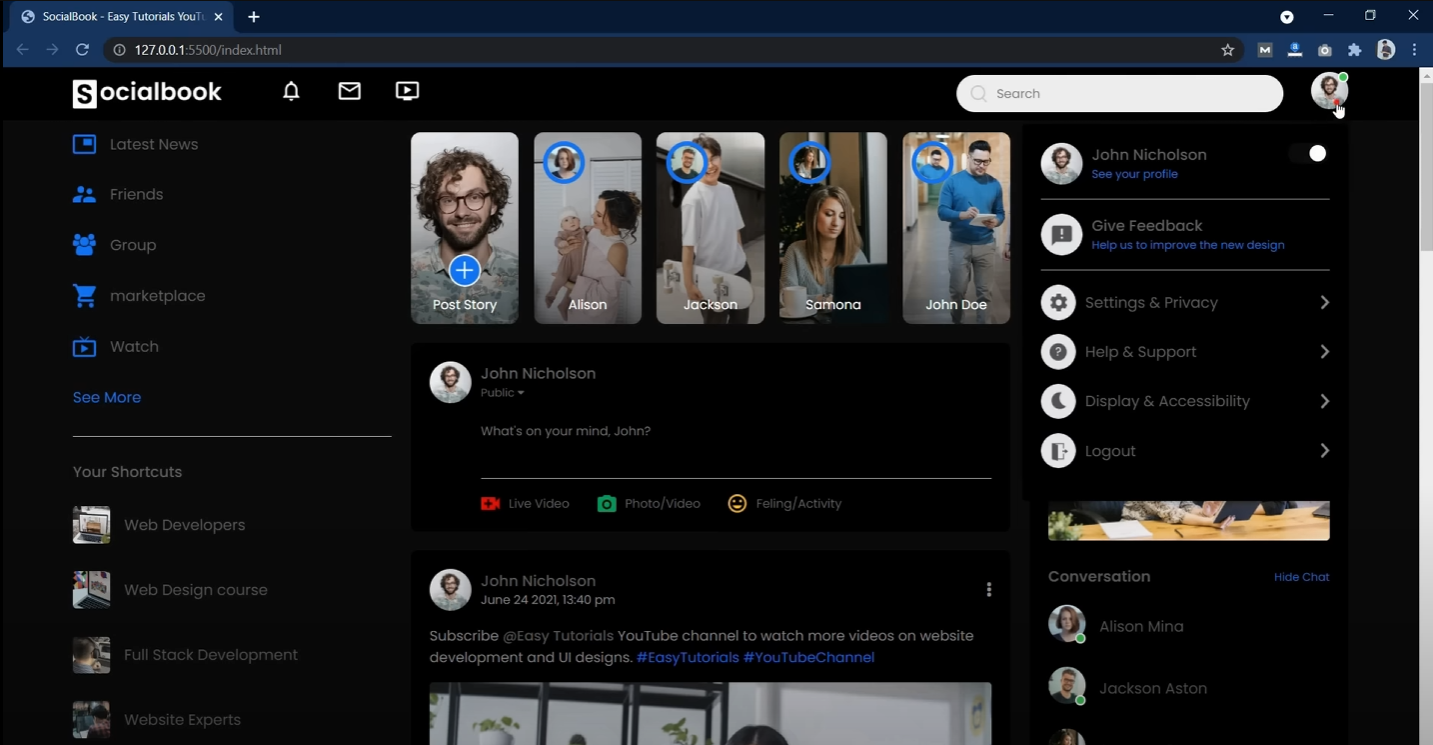 SocialBook - Easy Tutorials YouTu
127.0.0.1:5500/index.html
Socialbook
Search
Latest News
Friends
Group
marketplace
Watch
See More
Your Shortcuts
Web Developers
Web Design course
Full Stack Development
Website Experts
Post Story
Alison
Jackson
Samona
John Doe
John Nicholson
Public
What's on your mind, John?
Live Video
Photo/Video
Feling/Activity
John Nicholson
June 24 2021, 13:40 pm
Subscribe @Easy Tutorials YouTube channel to watch more videos on website
development and UI designs. #EasyTutorials #YouTubeChannel
John Nicholson
See your profile
Give Feedback
Help us to improve the new design
Settings & Privacy
Help & Support
Display & Accessibility
Logout
Conversation
Hide Chat
Alison Mina
Jackson Aston